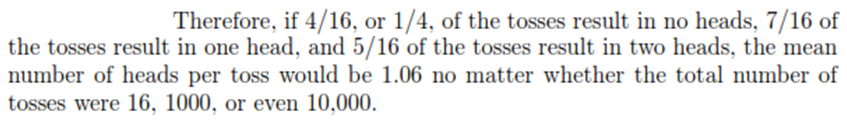 Therefore, if 4/16, or 1/4, of the tosses result in no heads, 7/16 of
the tosses result in one head, and 5/16 of the tosses result in two heads, the mean
number of heads per toss would be 1.06 no matter whether the total number of
tosses were 16, 1000, or even 10,000.